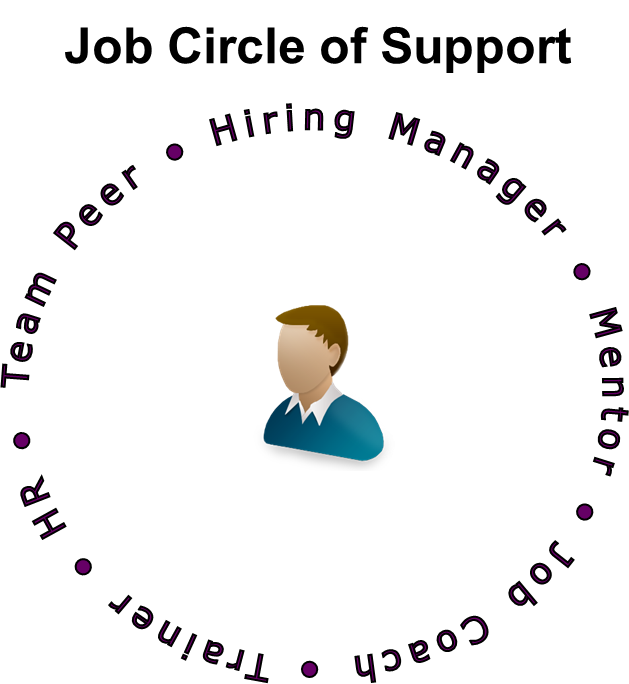 Job Circle of Support
Hiring Manager • Mentor • Job Coach • Trainer • HR • Team Peer •